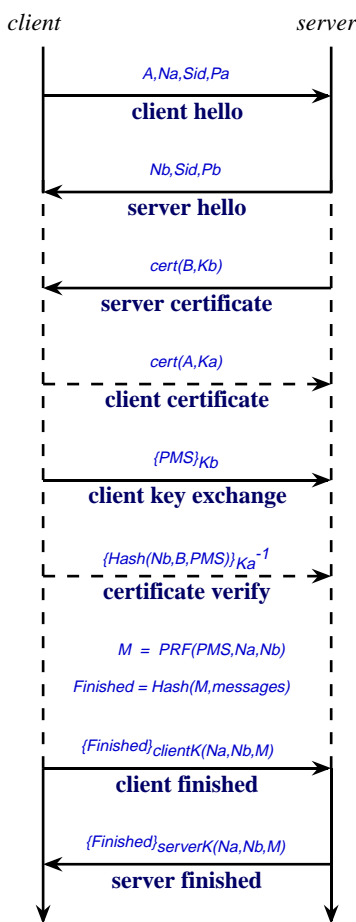 client server
A,Na,Sid,Pa
client hello
Nb,Sid,Pb
server hello
cert(B,Kb)
server certificate
cert(A,Ka)
client certificate
{PMS}Kb
client key exchange
{Hash(Nb,B,PMS)}Ka-1
certificate verify
M = PRF(PMS,Na,Nb)
Finished = Hash(M,messages)
{Finished}clientK(Na,Nb,M)
client finished
{Finished}serverK(Na,Nb,M)
server finished